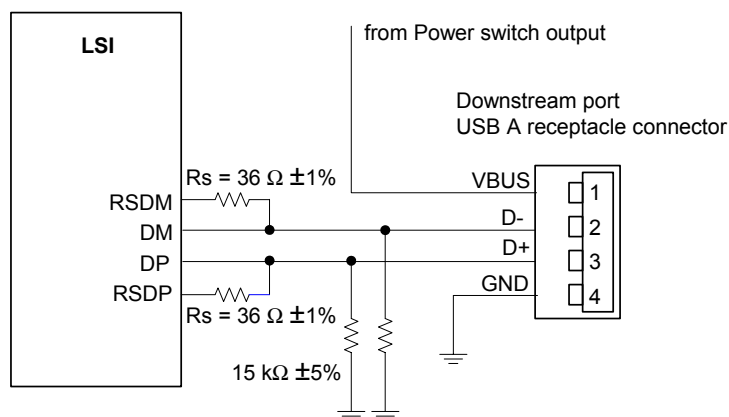 from Power switch output
LSI
Downstream port
USB A receptacle connector
Rs = 36 Ω ±1%
VBUS
1
RSDM
D-
2
DM
D+
3
DP
GND
4
RSDP
Rs = 36 Ω ±1%
15 kΩ ±5%